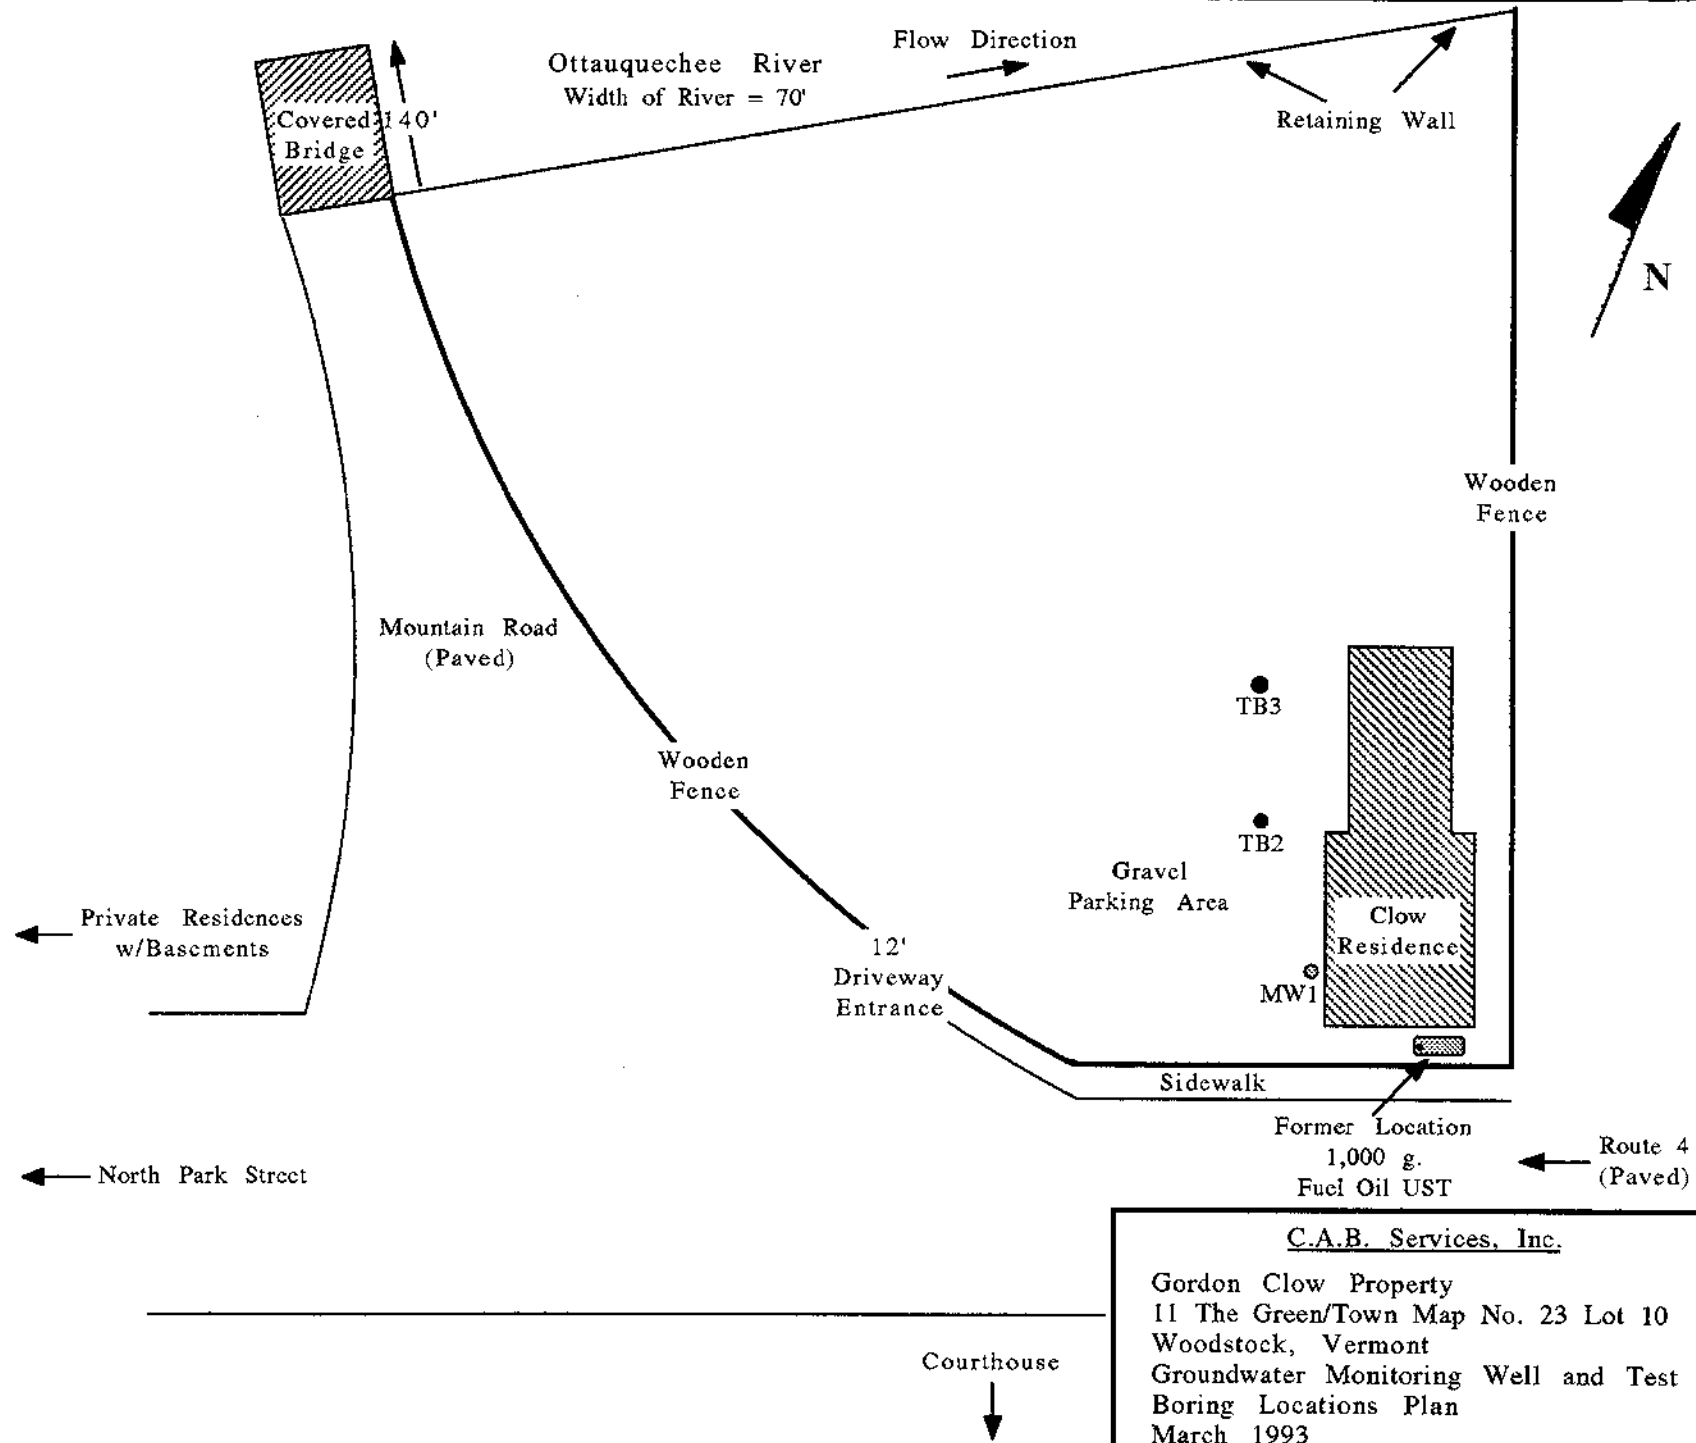 Flow Direction
Ottauquechee River
Width of River = 70'
Retaining Wall
Covered 140'
Bridge
N
Wooden
Fence
Mountain Road
(Paved)
TB3
Wooden
Fence
TB2
Gravel
Parking Area
Clow
Residence
Private Residences
w/Basements
12'
Driveway
Entrance
MW1
Sidewalk
Former Location
1,000 g.
Fuel Oil UST
Route 4
(Paved)
North Park Street
C.A.B. Services, Inc.
Gordon Clow Property
11 The Green/Town Map No. 23 Lot 10
Woodstock, Vermont
Groundwater Monitoring Well and Test
Boring Locations Plan
March 1993
Courthouse